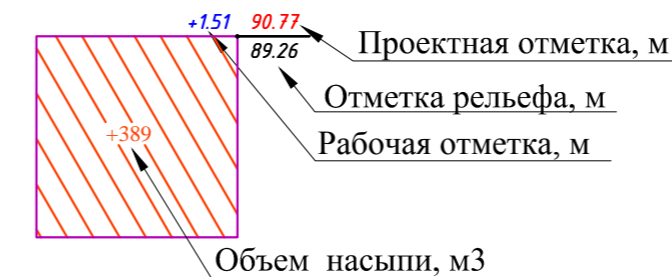 +1.51 90.77
89.26
Проектная отметка, м
Отметка рельефа, м
+389
Рабочая отметка, м
Объем насыпи, м3